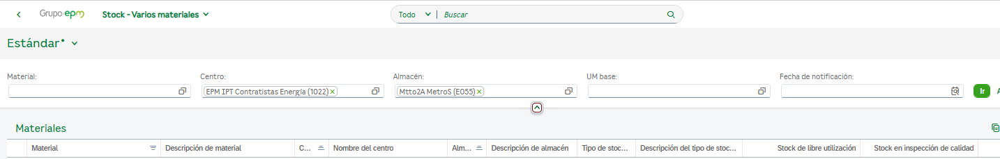 Grupo·epm Stock - Varios materiales Todo Buscar
Estándar*
Material: Centro: Almacén: UM base: Fecha de notificación:
EPM IPT Contratistas Energía (1022) Mtto2A MetroS (E055) Ir
Materiales
Material Descripción de material C... Nombre del centro Alm... Descripción de almacén Tipo de stoc... Descripción del tipo de stoc... Stock de libre utilización Stock en inspección de calidad